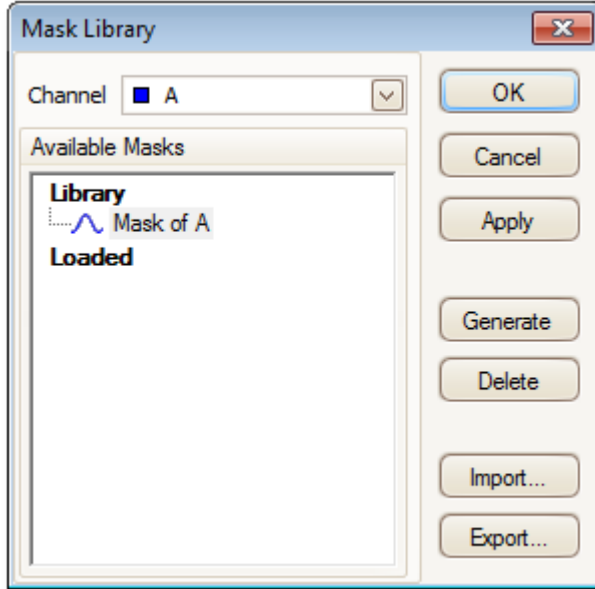 Mask Library
Channel A
Available Masks
Library
Mask of A
Loaded
OK
Cancel
Apply
Generate
Delete
Import...
Export...